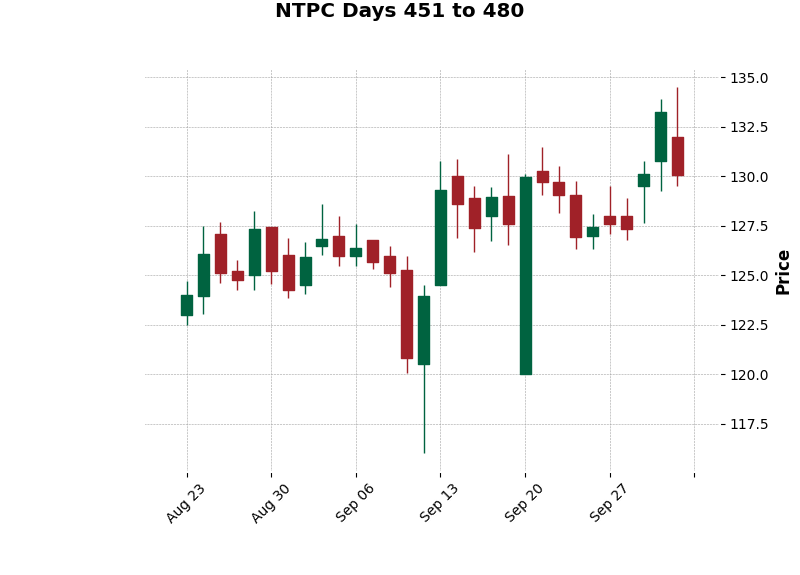 NTPC Days 451 to 480
135.0
132.5
130.0
127.5
125.0
122.5
120.0
117.5
Price
Aug 23
Aug 30
Sep 06
Sep 13
Sep 20
Sep 27